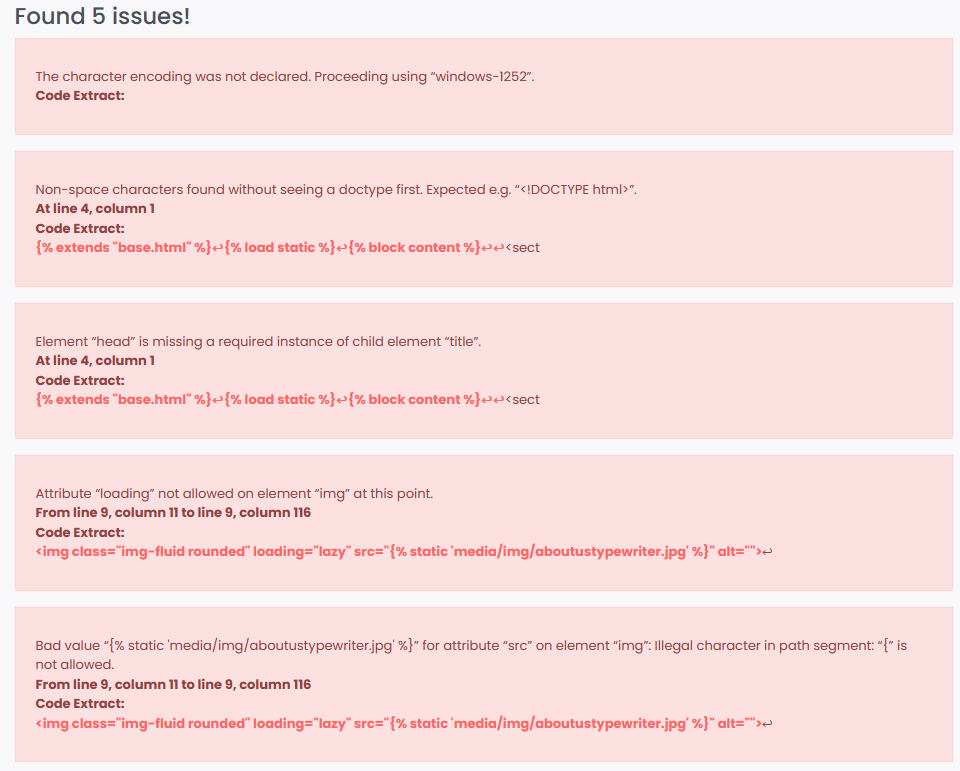 Found 5 issues!
The character encoding was not declared. Proceeding using “windows-1252”.
Code Extract:
Non-space characters found without seeing a doctype first. Expected e.g. “<!DOCTYPE html>”.
At line 4, column 1
Code Extract:
{% extends "base.html" %}↩{% load static %}↩{% block content %}↩↩<sect
Element “head” is missing a required instance of child element “title”.
At line 4, column 1
Code Extract:
{% extends "base.html" %}↩{% load static %}↩{% block content %}↩↩<sect
Attribute “loading” not allowed on element “img” at this point.
From line 9, column 11 to line 9, column 116
Code Extract:
<img class="img-fluid rounded" loading="lazy" src="{% static 'media/img/aboutustypewriter.jpg' %}" alt="">↩
Bad value “{% static 'media/img/aboutustypewriter.jpg' %}” for attribute “src” on element “img”: Illegal character in path segment: “{” is
not allowed.
From line 9, column 11 to line 9, column 116
Code Extract:
<img class="img-fluid rounded" loading="lazy" src="{% static 'media/img/aboutustypewriter.jpg' %}" alt="">↩